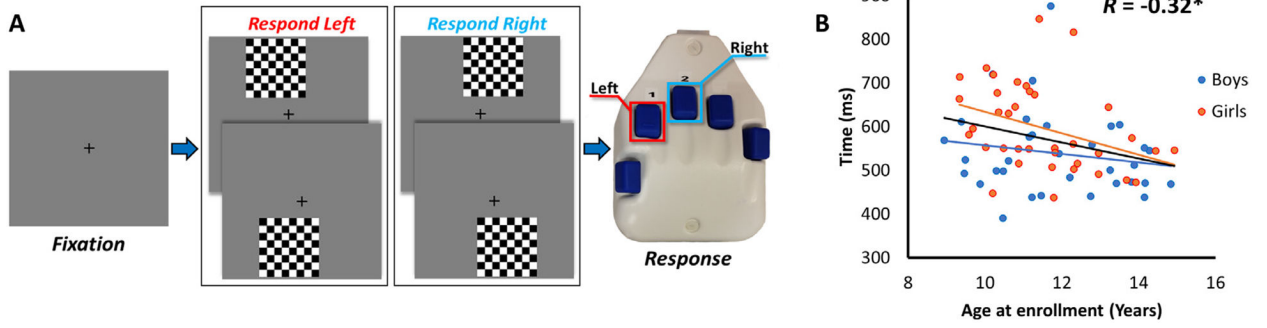 A
Fixation
Respond Left
Respond Right
Left
Right
1
2
Response
B
R = -0.32*
Time (ms)
800
700
600
500
400
300
8
10
12
14
16
Age at enrollment (Years)
Boys
Girls